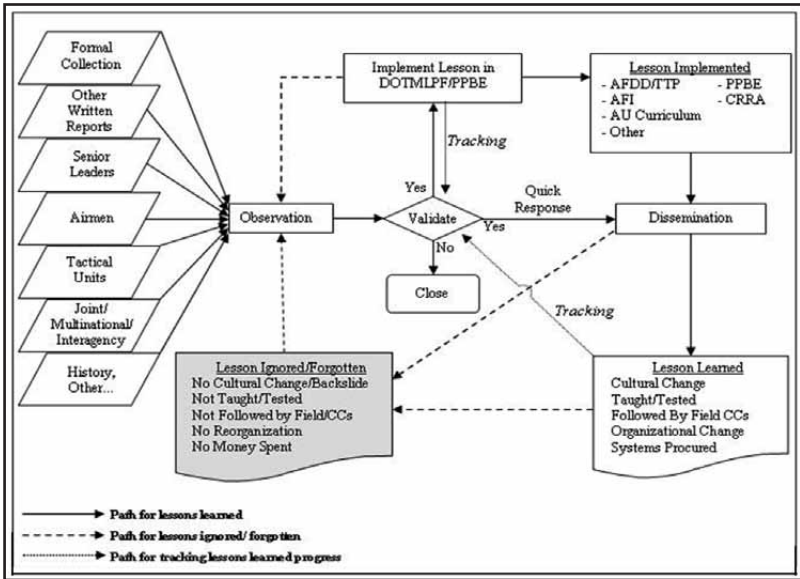 Formal
Collection
Other
Written
Reports
Senior
Leaders
Airmen
Tactical
Units
Joint/
Multinational/
Interagency
History,
Other...
Observation
Implement Lesson in
DOTMLPF/PPBE
Tracking
Yes
Validate
Yes
No
Close
Quick
Response
Lesson Implemented
- AFDD/TTP - PPBE
- AFI - CRRA
- AU Curriculum
- Other
Dissemination
Tracking
Lesson Ignored/Forgotten
No Cultural Change/Backslide
Not Taught/Tested
Not Followed by Field/CCs
No Reorganization
No Money Spent
Lesson Learned
Cultural Change
Taught/Tested
Followed By Field CCs
Organizational Change
Systems Procured
Path for lessons learned
Path for lessons ignored/ forgotten
Path for tracking lessons learned progress